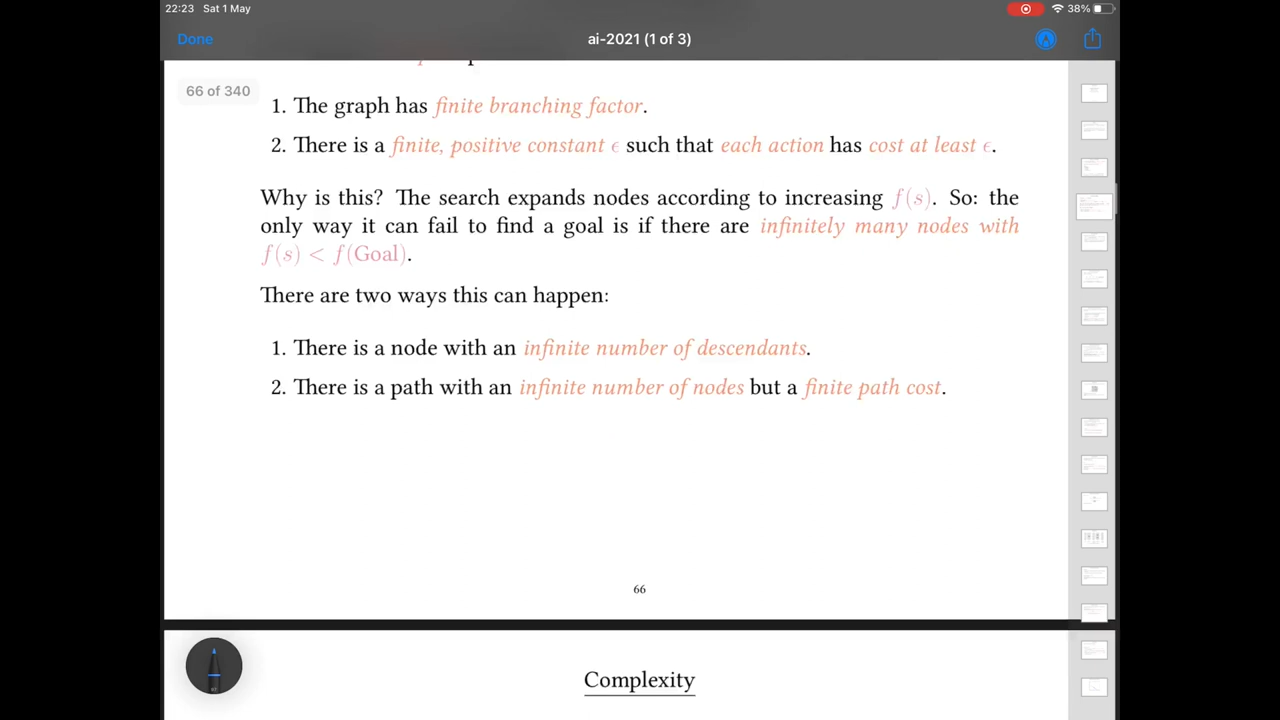 22:23 Sat 1 May
38%
Done
ai-2021 (1 of 3)
66 of 340
1. The graph has finite branching factor.
2. There is a finite, positive constant ϵ such that each action has cost at least ϵ.
Why is this? The search expands nodes according to increasing f(s). So: the
only way it can fail to find a goal is if there are infinitely many nodes with
f(s) < f(Goal).
There are two ways this can happen:
1. There is a node with an infinite number of descendants.
2. There is a path with an infinite number of nodes but a finite path cost.
66
Complexity